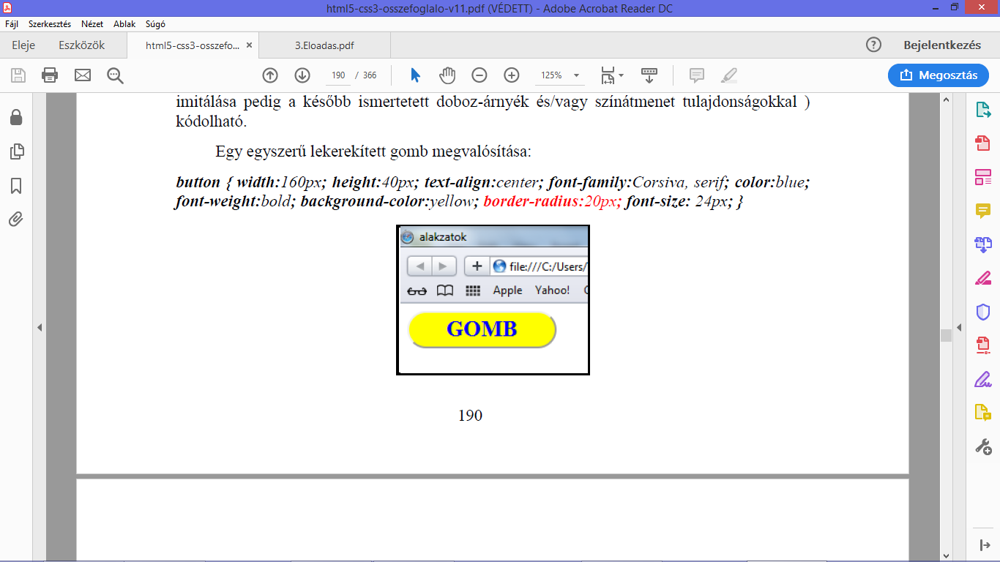 html5-css3-osszefoglalo-v11.pdf (VÉDETT) - Adobe Acrobat Reader DC
Fájl Szerkesztés Nézet Ablak Súgó
Eleje Eszközök html5-css3-osszefo... × 3.Eloadas.pdf Bejelentkezés
190 / 366 125% Megosztás
imitálása pedig a később ismertetett doboz-árnyék és/vagy színátmenet tulajdonságokkal )
kódolható.
Egy egyszerű lekerekített gomb megvalósítása:
button { width:160px; height:40px; text-align:center; font-family:Corsiva, serif; color:blue;
font-weight:bold; background-color:yellow; border-radius:20px; font-size: 24px; }
alakzatok
file:///C:/Users/
Apple Yahoo!
GOMB
190